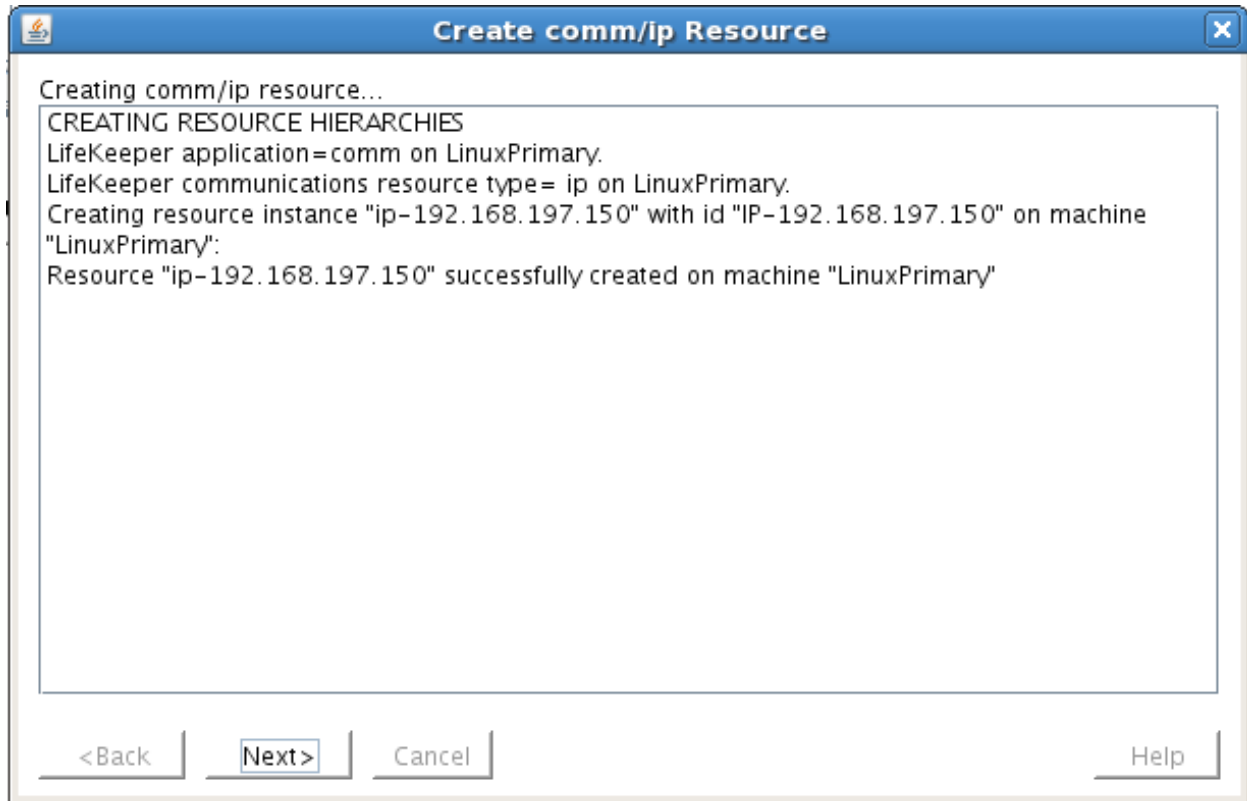 Create comm/ip Resource
Creating comm/ip resource...
CREATING RESOURCE HIERARCHIES
LifeKeeper application=comm on LinuxPrimary.
LifeKeeper communications resource type= ip on LinuxPrimary.
Creating resource instance "ip-192.168.197.150" with id "IP-192.168.197.150" on machine
"LinuxPrimary":
Resource "ip-192.168.197.150" successfully created on machine "LinuxPrimary"
<Back Next> Cancel Help